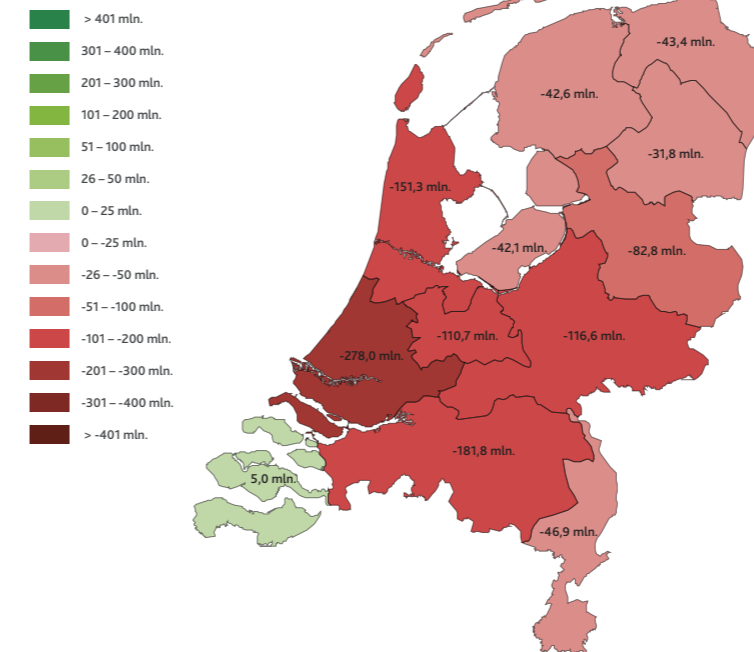 > 401 mln.
301 – 400 mln.
201 – 300 mln.
101 – 200 mln.
51 – 100 mln.
26 – 50 mln.
0 – 25 mln.
0 – -25 mln.
-26 – -50 mln.
-51 – -100 mln.
-101 – -200 mln.
-201 – -300 mln.
-301 – -400 mln.
> -401 mln.
-43,4 mln.
-42,6 mln.
-31,8 mln.
-151,3 mln.
-42,1 mln.
-82,8 mln.
-110,7 mln.
-116,6 mln.
-278,0 mln.
-181,8 mln.
5,0 mln.
-46,9 mln.